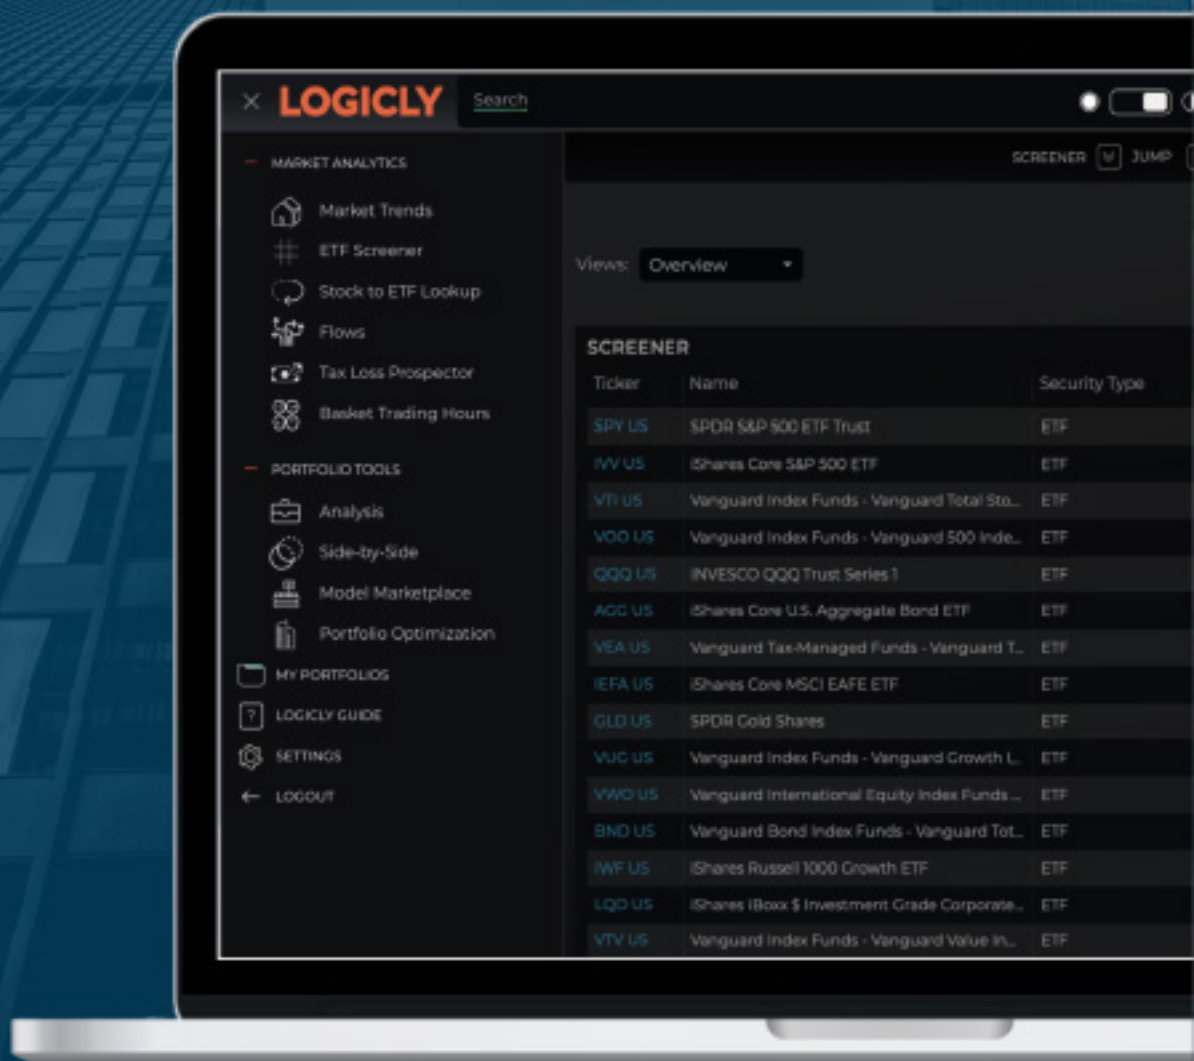 × LOGICLY Search
SCREENER JUMP
MARKET ANALYTICS
Market Trends
ETF Screener
Stock to ETF Lookup
Flows
Tax Loss Prospector
Basket Trading Hours
PORTFOLIO TOOLS
Analysis
Side-by-Side
Model Marketplace
Portfolio Optimization
MY PORTFOLIOS
? LOGICLY GUIDE
SETTINGS
← LOGOUT
Views: Overview
SCREENER
Ticker Name Security Type
SPY US SPDR S&P 500 ETF Trust ETF
IVV US iShares Core S&P 500 ETF ETF
VTI US Vanguard Index Funds - Vanguard Total Sto... ETF
VOO US Vanguard Index Funds - Vanguard 500 Inde... ETF
QQQ US INVESCO QQQ Trust Series 1 ETF
AGG US iShares Core U.S. Aggregate Bond ETF ETF
VEA US Vanguard Tax-Managed Funds - Vanguard T... ETF
IEFA US iShares Core MSCI EAFE ETF ETF
GLD US SPDR Gold Shares ETF
VUG US Vanguard Index Funds - Vanguard Growth I... ETF
VWO US Vanguard International Equity Index Funds ... ETF
BND US Vanguard Bond Index Funds - Vanguard Tot... ETF
IWF US iShares Russell 1000 Growth ETF ETF
LQD US iShares iBoxx $ Investment Grade Corporate... ETF
VTV US Vanguard Index Funds - Vanguard Value In... ETF